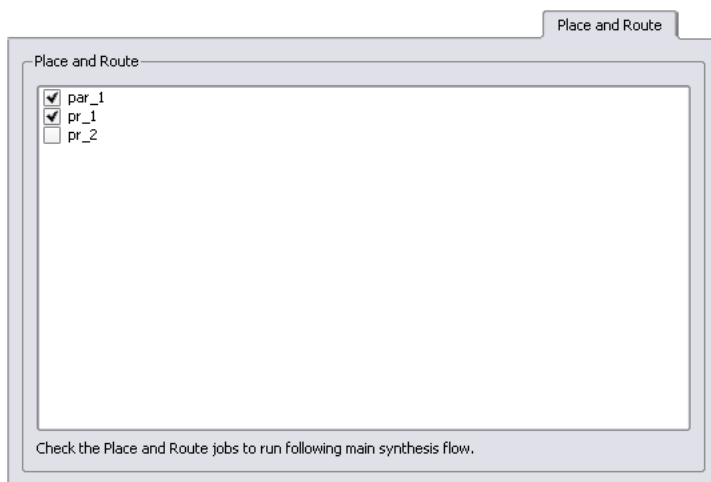 Place and Route
Place and Route
par_1
pr_1
pr_2
Check the Place and Route jobs to run following main synthesis flow.